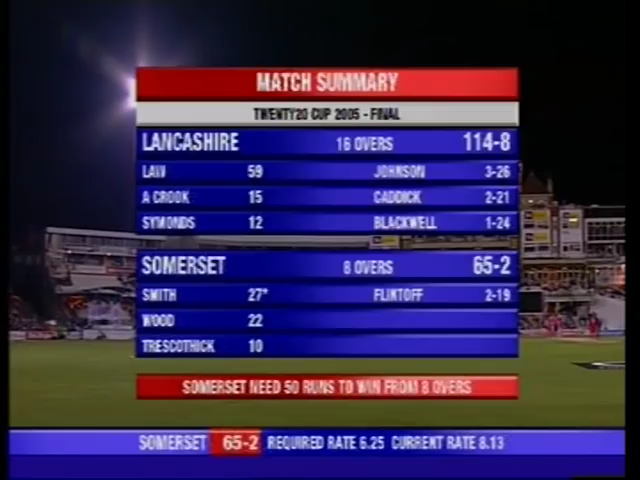 MATCH SUMMARY
TWENTY20 CUP 2005 - FINAL
LANCASHIRE 16 OVERS 114-8
LAW 59 JOHNSON 3-26
A CROOK 15 CADDICK 2-21
SYMONDS 12 BLACKWELL 1-24
SOMERSET 8 OVERS 65-2
SMITH 27* FLINTOFF 2-19
WOOD 22
TRESCOTHICK 10
SOMERSET NEED 50 RUNS TO WIN FROM 8 OVERS
SOMERSET 65-2 REQUIRED RATE 6.25 CURRENT RATE 8.13